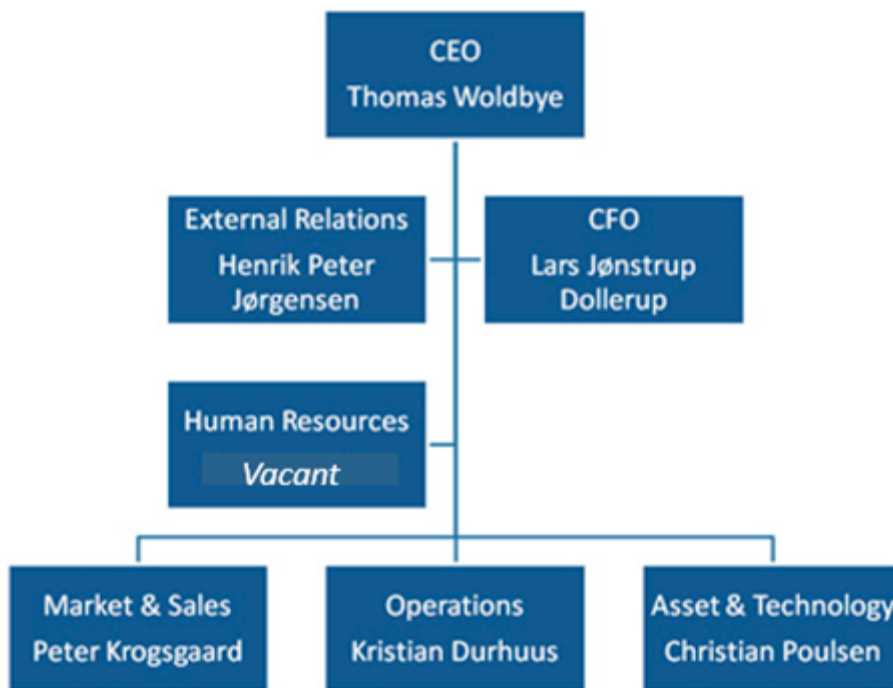 CEO
Thomas Woldbye
External Relations
Henrik Peter
Jørgensen
CFO
Lars Jønstrup
Dollerup
Human Resources
Vacant
Market & Sales
Peter Krogsgaard
Operations
Kristian Durhuus
Asset & Technology
Christian Poulsen